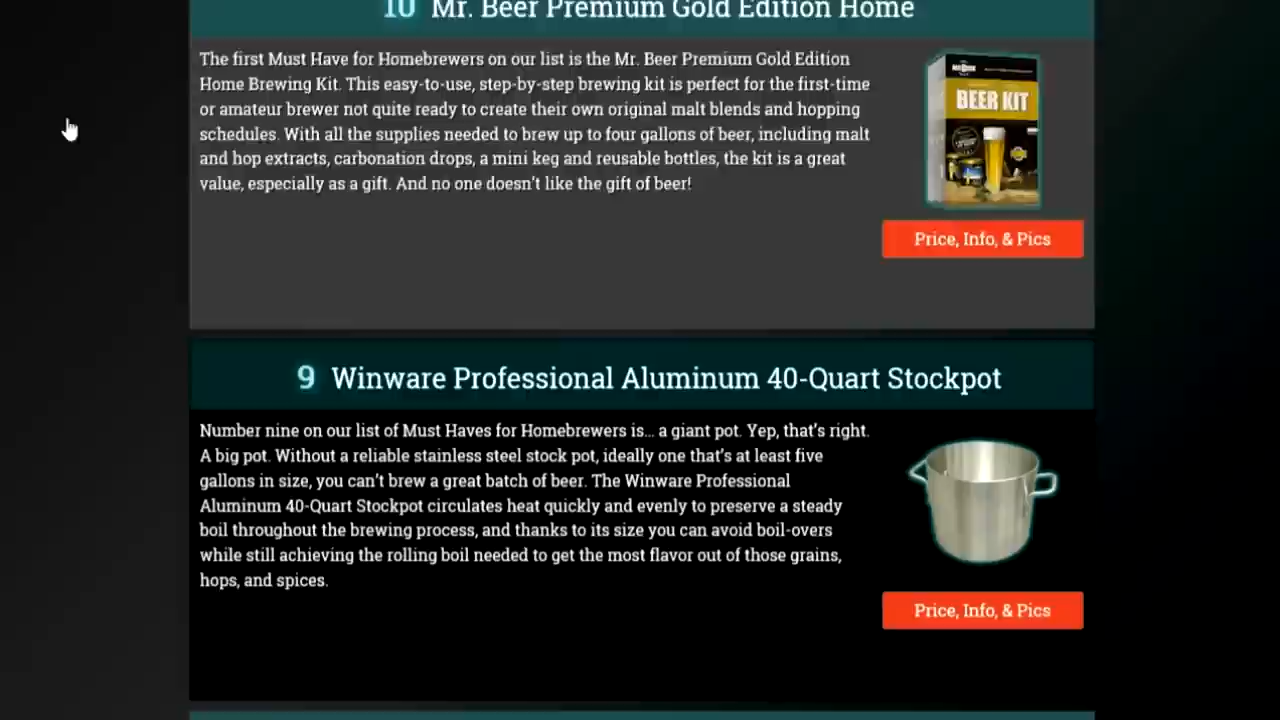 10 Mr. Beer Premium Gold Edition Home
The first Must Have for Homebrewers on our list is the Mr. Beer Premium Gold Edition
Home Brewing Kit. This easy-to-use, step-by-step brewing kit is perfect for the first-time
or amateur brewer not quite ready to create their own original malt blends and hopping
schedules. With all the supplies needed to brew up to four gallons of beer, including malt
and hop extracts, carbonation drops, a mini keg and reusable bottles, the kit is a great
value, especially as a gift. And no one doesn't like the gift of beer!
BEER KIT
Price, Info, & Pics
9 Winware Professional Aluminum 40-Quart Stockpot
Number nine on our list of Must Haves for Homebrewers is... a giant pot. Yep, that's right.
A big pot. Without a reliable stainless steel stock pot, ideally one that's at least five
gallons in size, you can't brew a great batch of beer. The Winware Professional
Aluminum 40-Quart Stockpot circulates heat quickly and evenly to preserve a steady
boil throughout the brewing process, and thanks to its size you can avoid boil-overs
while still achieving the rolling boil needed to get the most flavor out of those grains,
hops, and spices.
Price, Info, & Pics